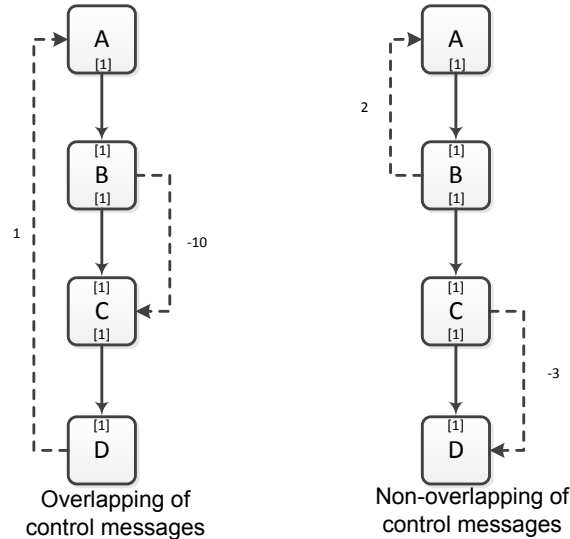 A
[1]
[1]
B
[1]
1
-10
[1]
C
[1]
[1]
D
Overlapping of
control messages
A
[1]
2
[1]
B
[1]
[1]
C
[1]
-3
[1]
D
Non-overlapping of
control messages